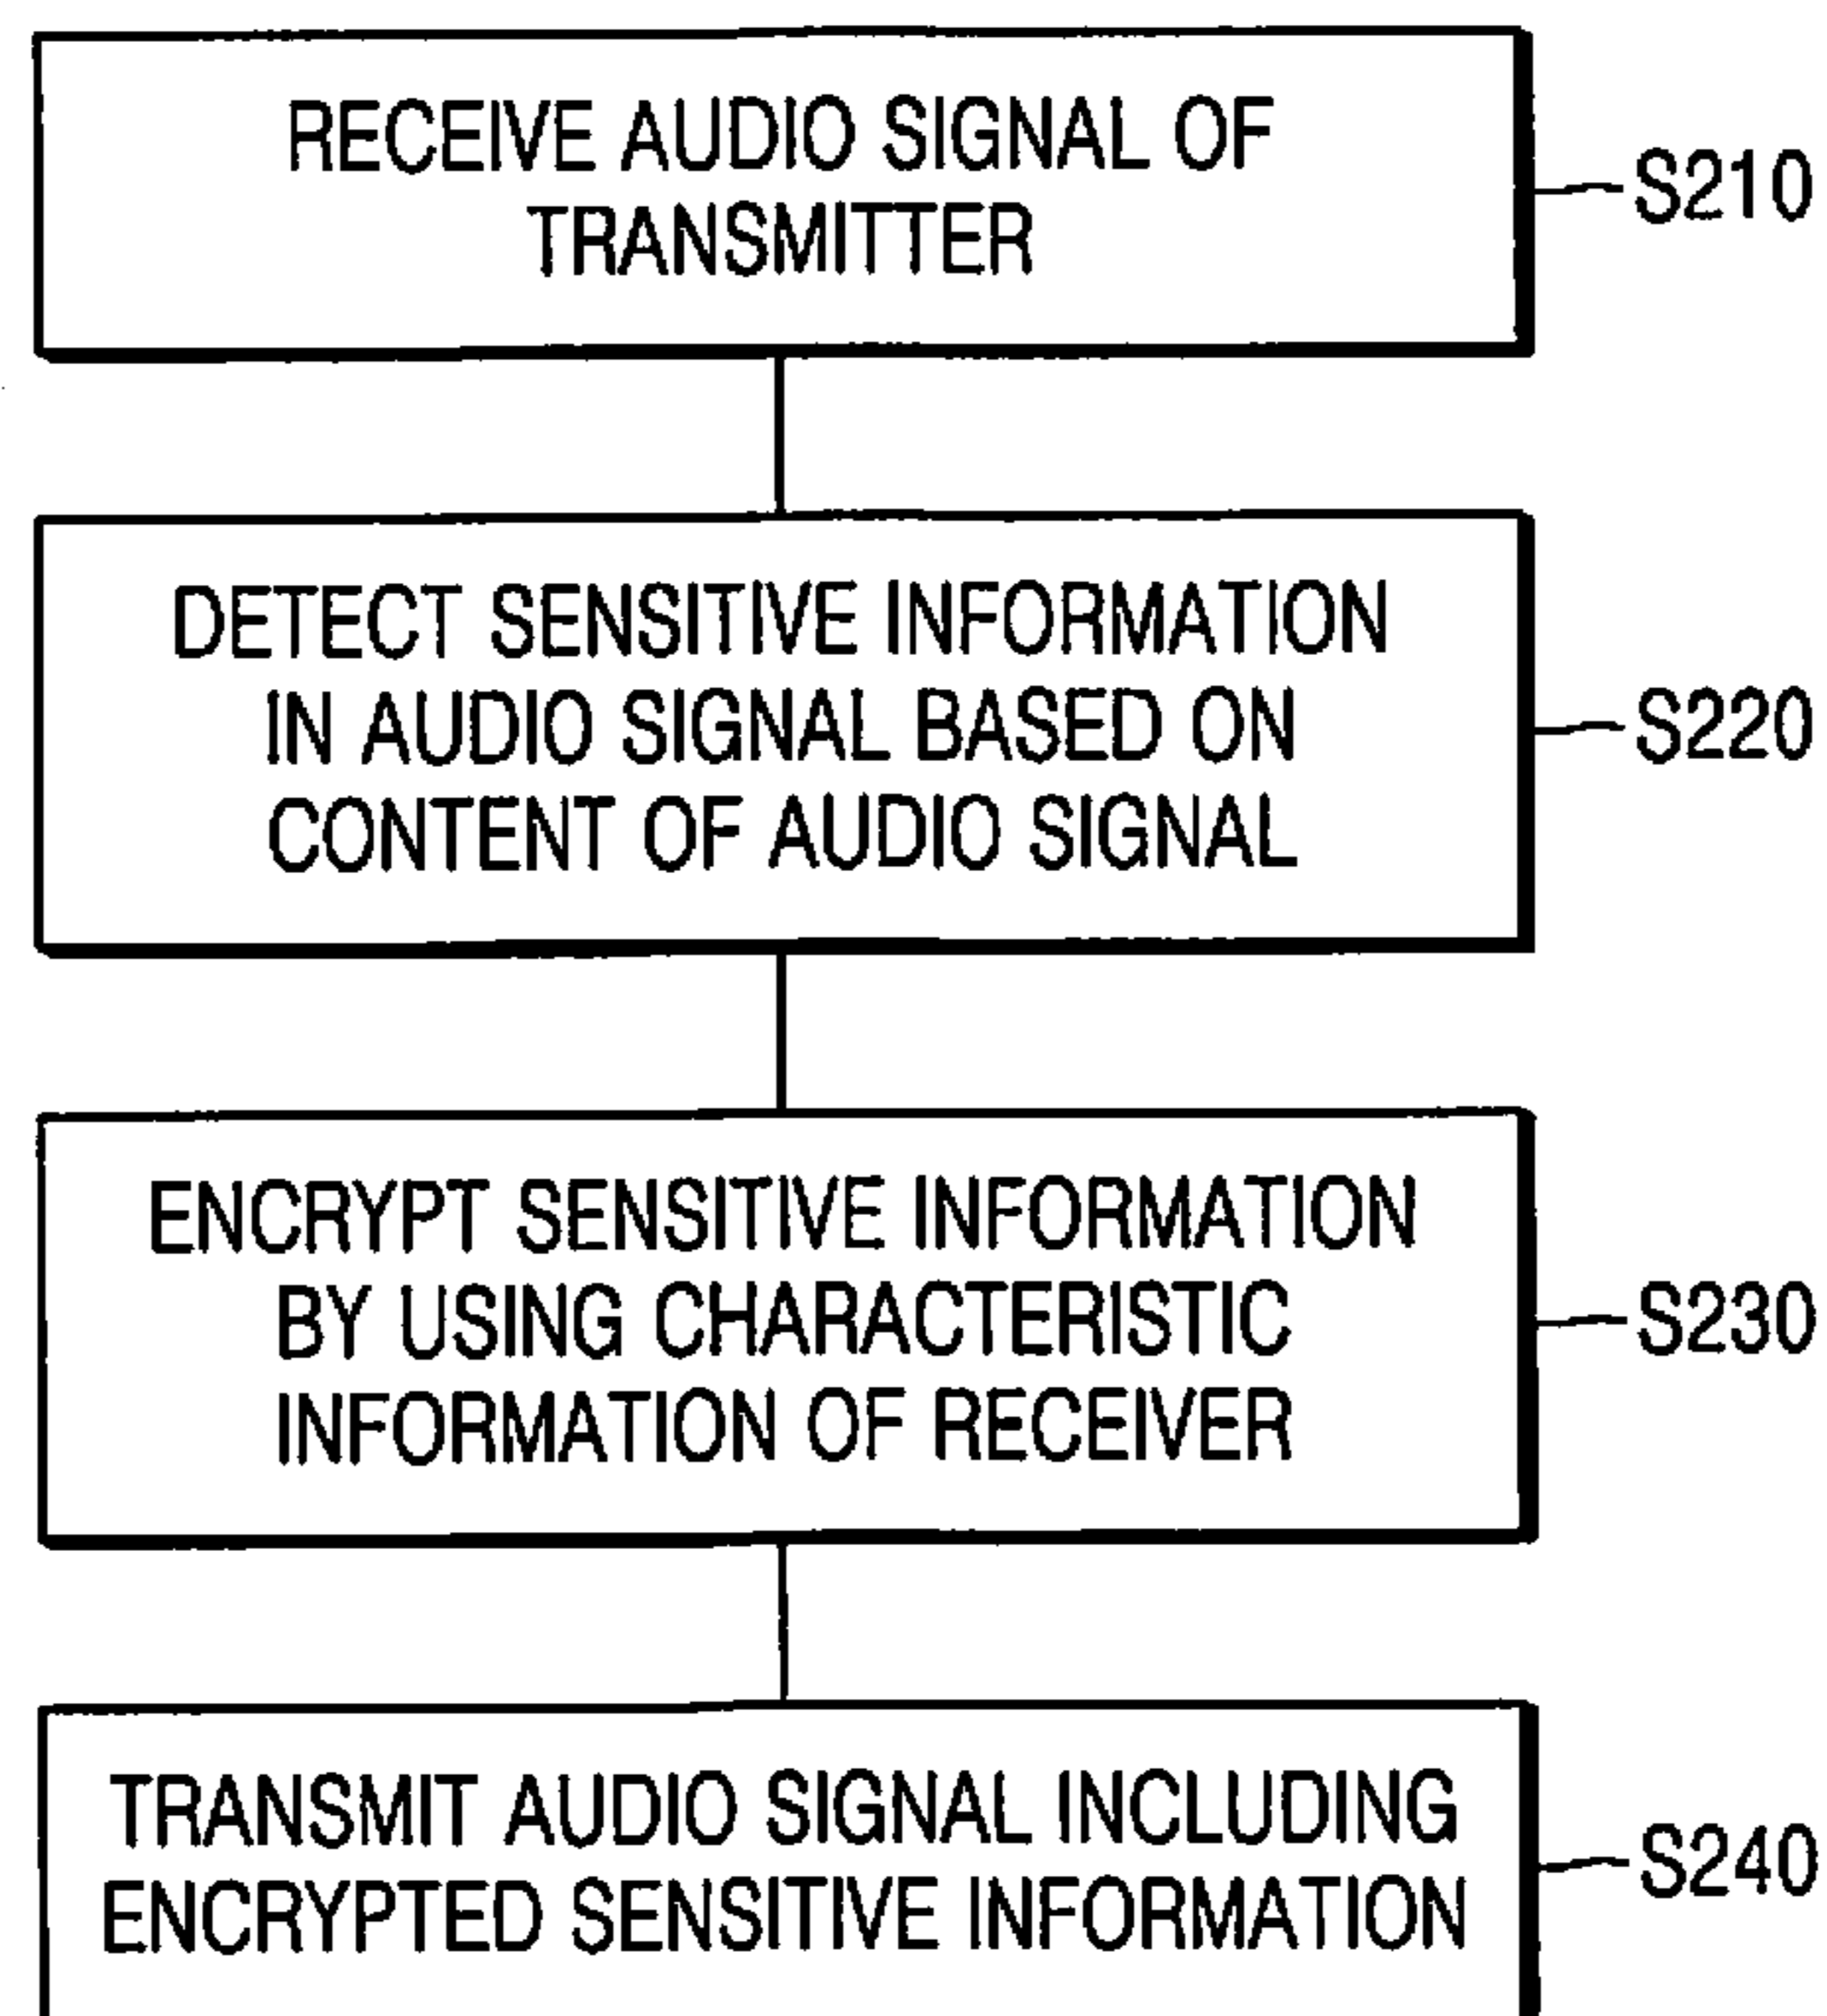 RECEIVE AUDIO SIGNAL OF
TRANSMITTER
S210
DETECT SENSITIVE INFORMATION
IN AUDIO SIGNAL BASED ON
CONTENT OF AUDIO SIGNAL
S220
ENCRYPT SENSITIVE INFORMATION
BY USING CHARACTERISTIC
INFORMATION OF RECEIVER
S230
TRANSMIT AUDIO SIGNAL INCLUDING
ENCRYPTED SENSITIVE INFORMATION
S240